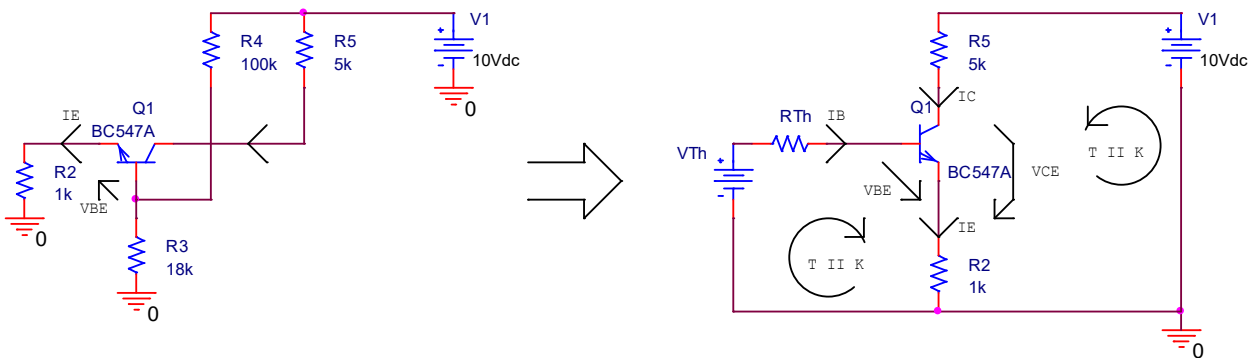 R4
100k
R5
5k
V1
10Vdc
0
IE
Q1
BC547A
R2
1k
0
VBE
R3
18k
0
R5
5k
V1
10Vdc
IC
Q1
RTh
IB
VTh
BC547A
VBE
VCE
T II K
IE
T II K
R2
1k
0